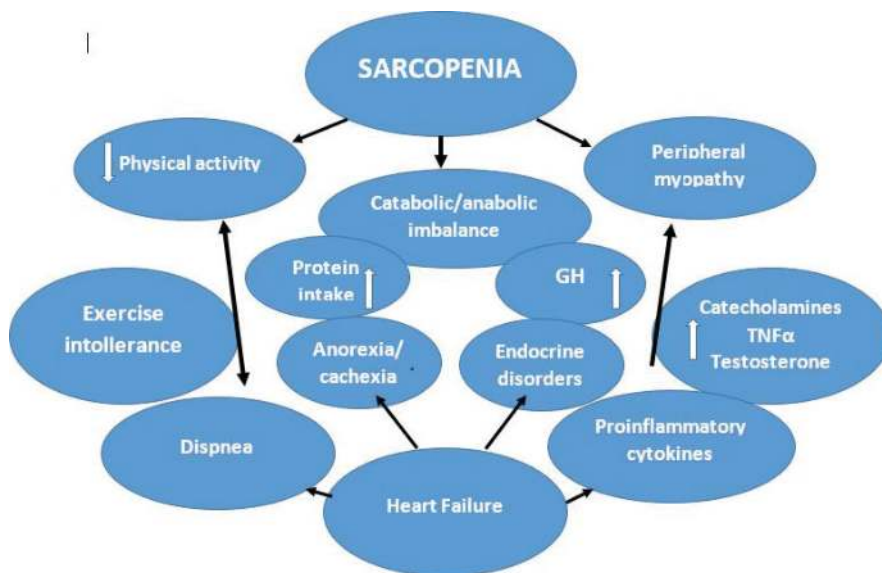 SARCOPENIA
Physical activity
Peripheral
myopathy
Catabolic/anabolic
imbalance
Protein
intake
GH
Exercise
intollerance
Catecholamines
TNFα
Testosterone
Anorexia/
cachexia
Endocrine
disorders
Dispnea
Proinflammatory
cytokines
Heart Failure